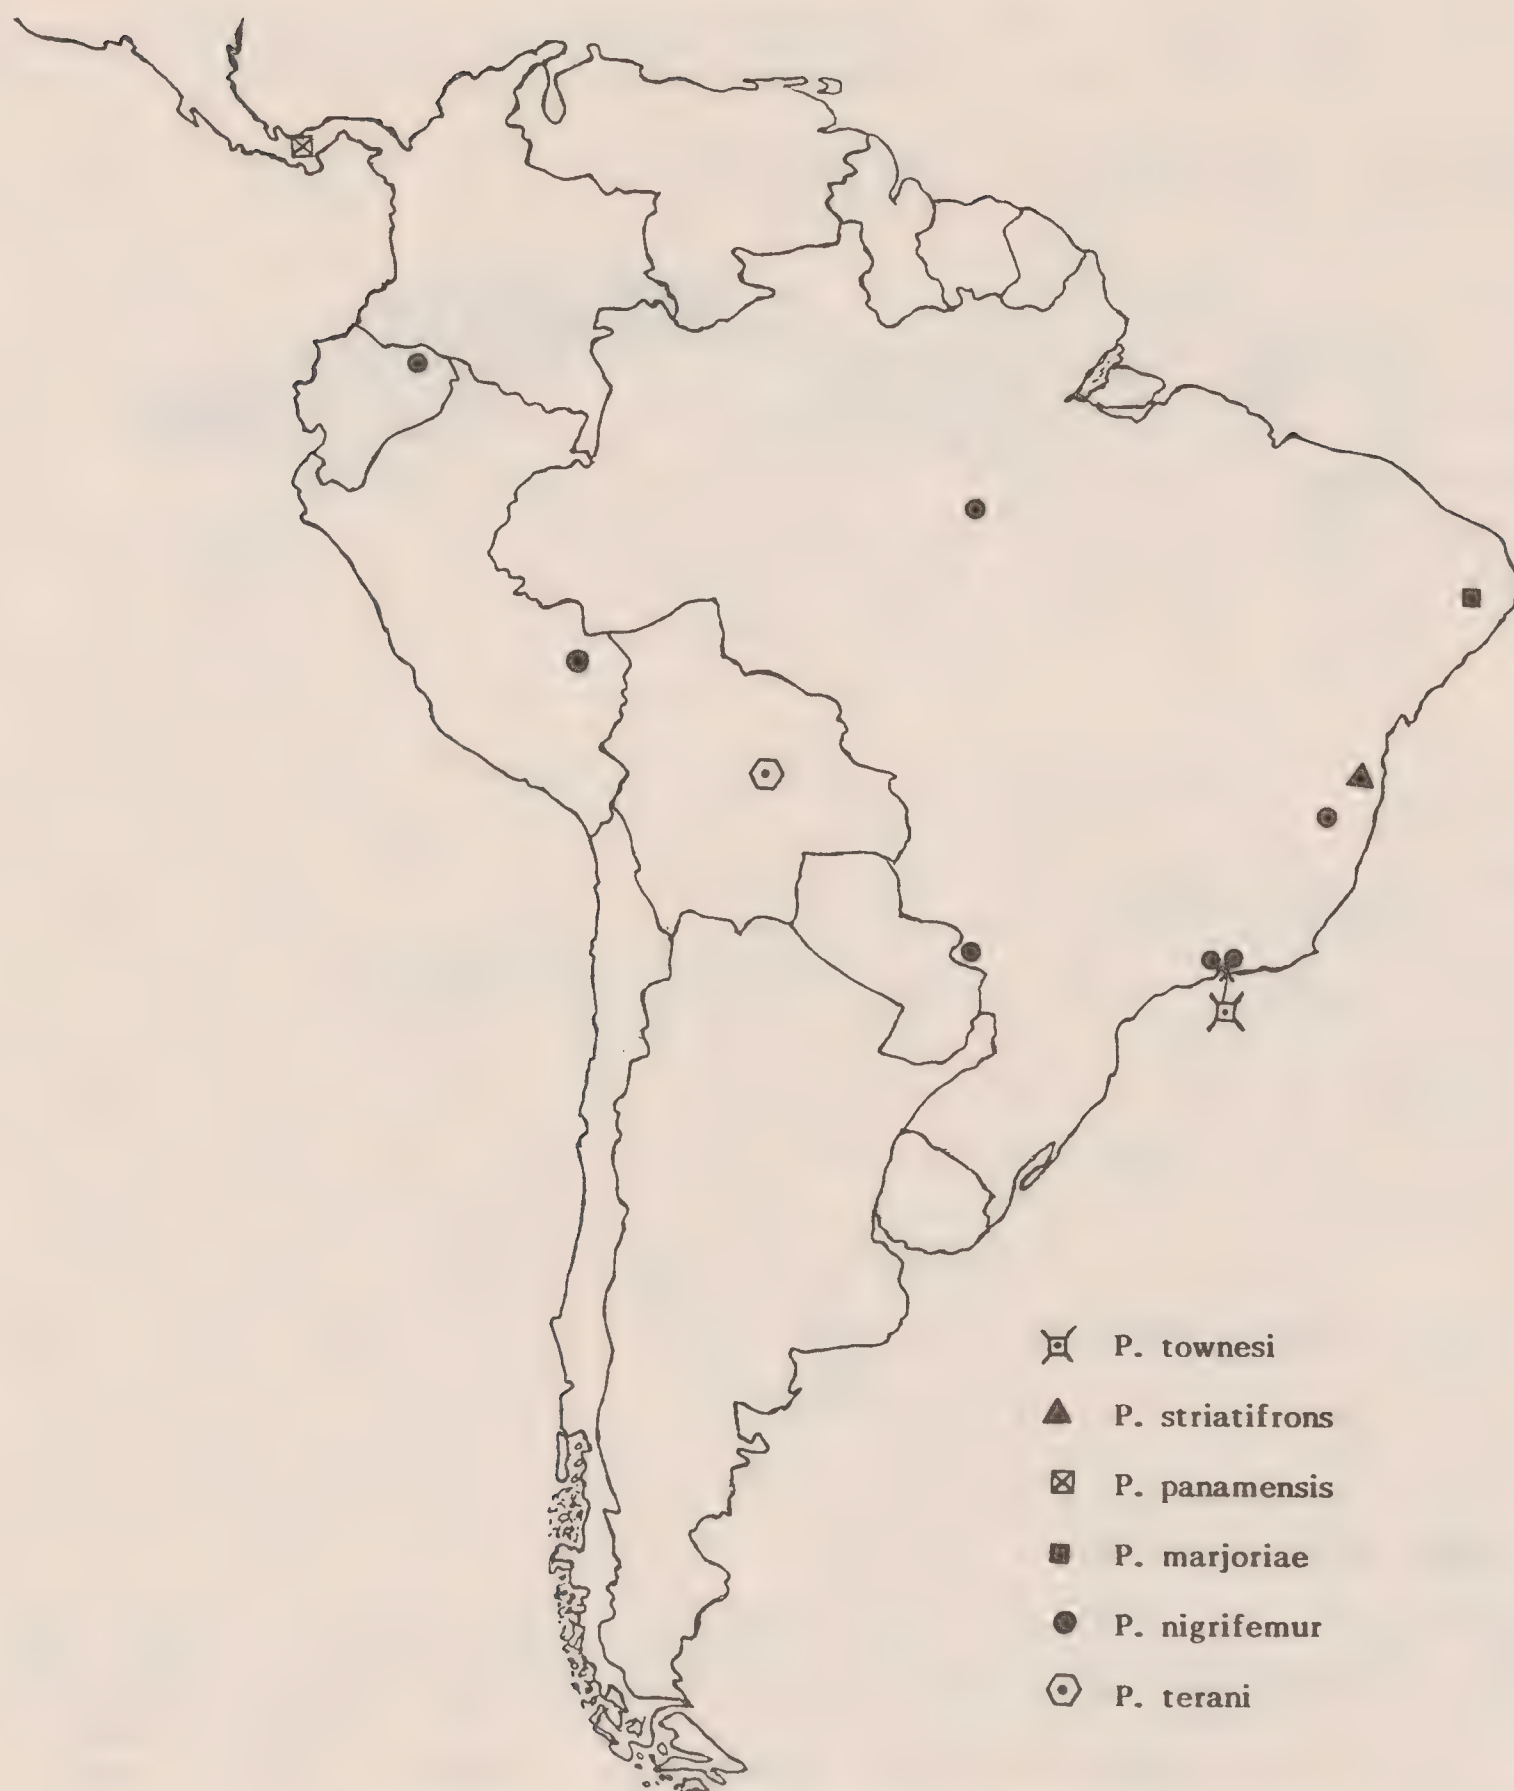 P. townesi
P. striatifrons
P. panamensis
P. marjoriae
P. nigrifemur
P. terani